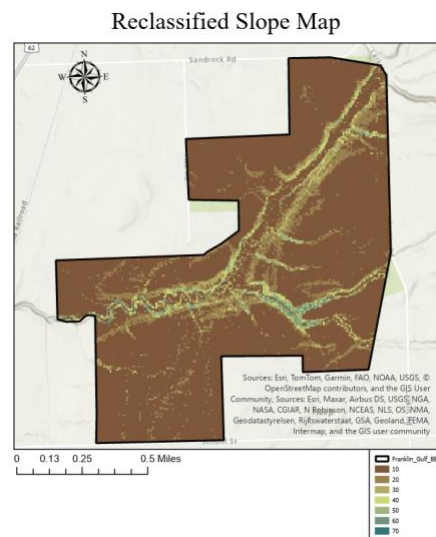 Reclassified Slope Map
62
Sandrock Rd
N
W E
S
Railroad
Sources: Esri, TomTom, Garmin, FAO, NOAA, USGS, ©
OpenStreetMap contributors, and the GIS User
Community, Sources: Esri, Maxar, Airbus DS, USGS, NGA,
NASA, CGIAR, N Robinson, NCEAS, NLS, OS, NMA,
Geodatastyrelsen, Rijkswaterstaat, GSA, Geoland, FEMA,
Intermap, and the GIS user community
St
0 0.13 0.25 0.5 Miles
10
20
30
40
50
60
70